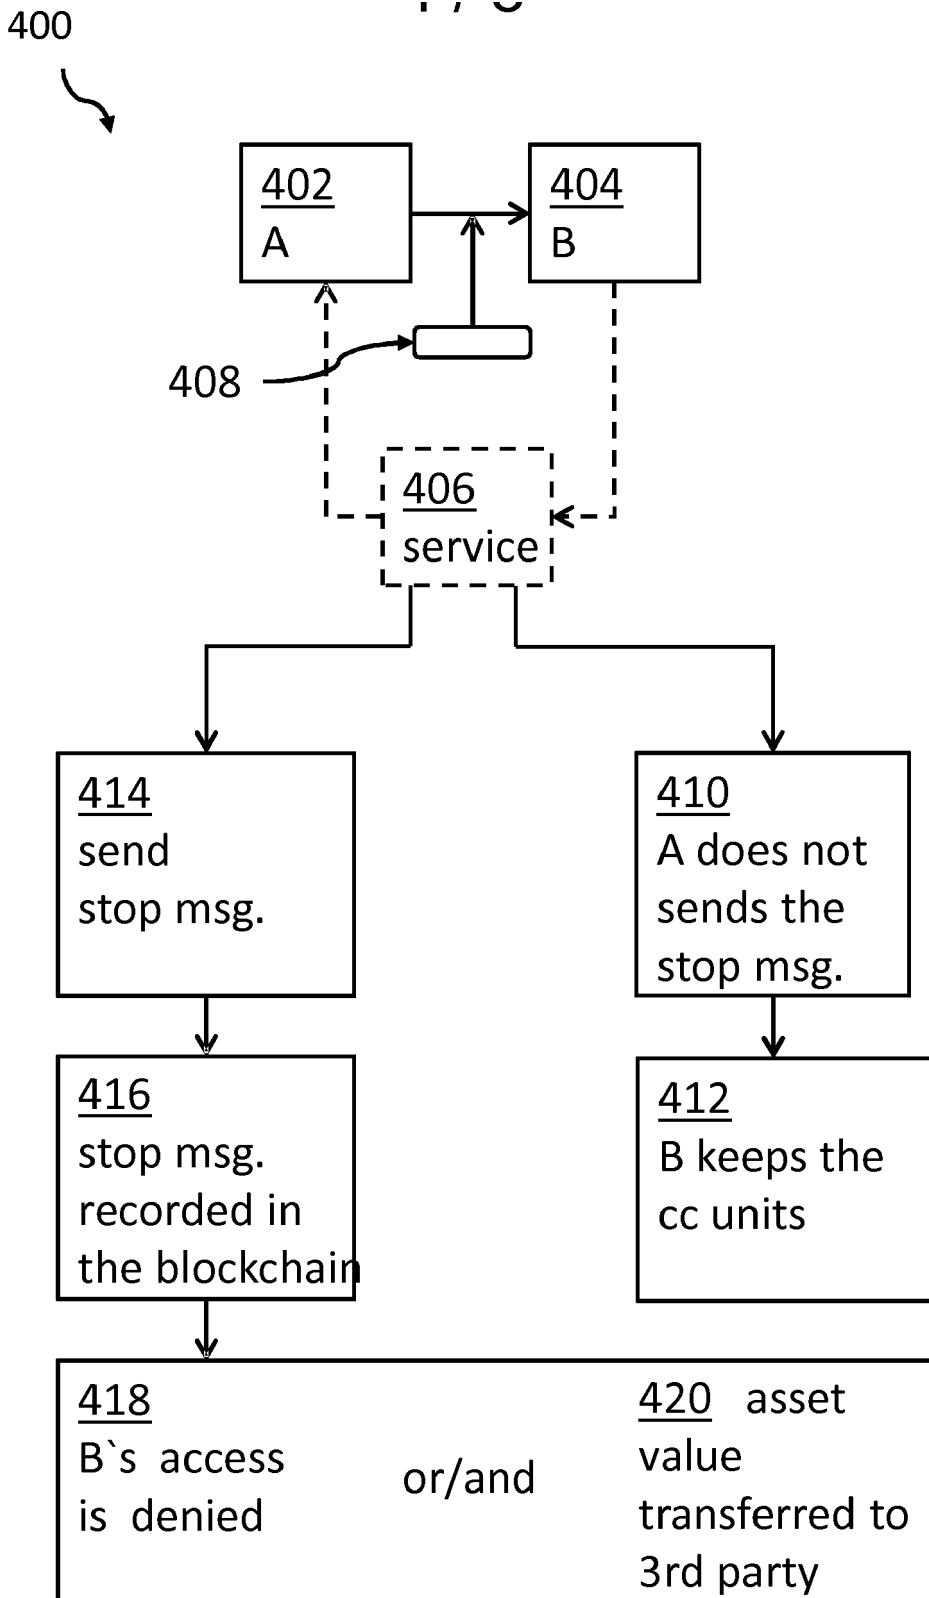 400
402
A
404
B
408
406
service
414
send
stop msg.
410
A does not
sends the
stop msg.
416
stop msg.
recorded in
the blockchain
412
B keeps the
cc units
418
B`s access
is denied
or/and
420 asset
value
transferred to
3rd party